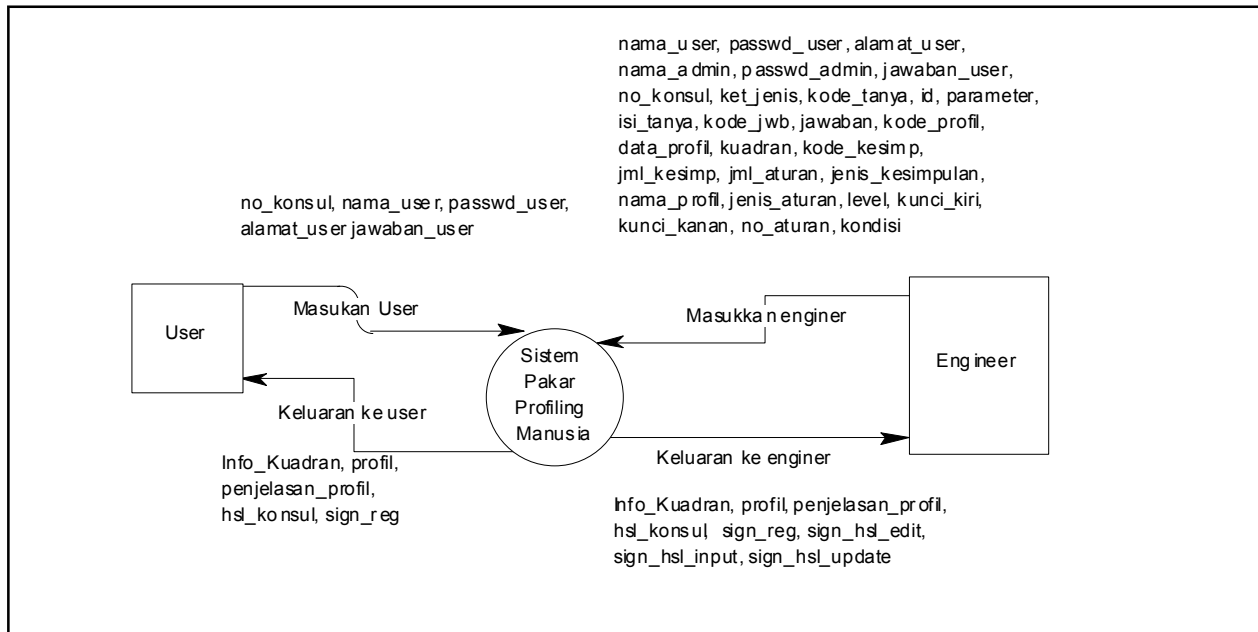 nama_user, passwd_user, alamat_user,
nama_admin, passwd_admin, jawaban_user,
no_konsul, ket_jenis, kode_tanya, id, parameter,
isi_tanya, kode_jwb, jawaban, kode_profil,
data_profil, kuadran, kode_kesimp,
jml_kesimp, jml_aturan, jenis_kesimpulan,
nama_profil, jenis_aturan, level, kunci_kiri,
kunci_kanan, no_aturan, kondisi
no_konsul, nama_user, passwd_user,
alamat_user jawaban_user
Masukan User
Masukkan enginer
User
Sistem
Pakar
Profiling
Manusia
Engineer
Keluaran ke user
Keluaran ke enginer
Info_Kuadran, profil,
penjelasan_profil,
hsl_konsul, sign_reg
Info_Kuadran, profil, penjelasan_profil,
hsl_konsul, sign_reg, sign_hsl_edit,
sign_hsl_input, sign_hsl_update